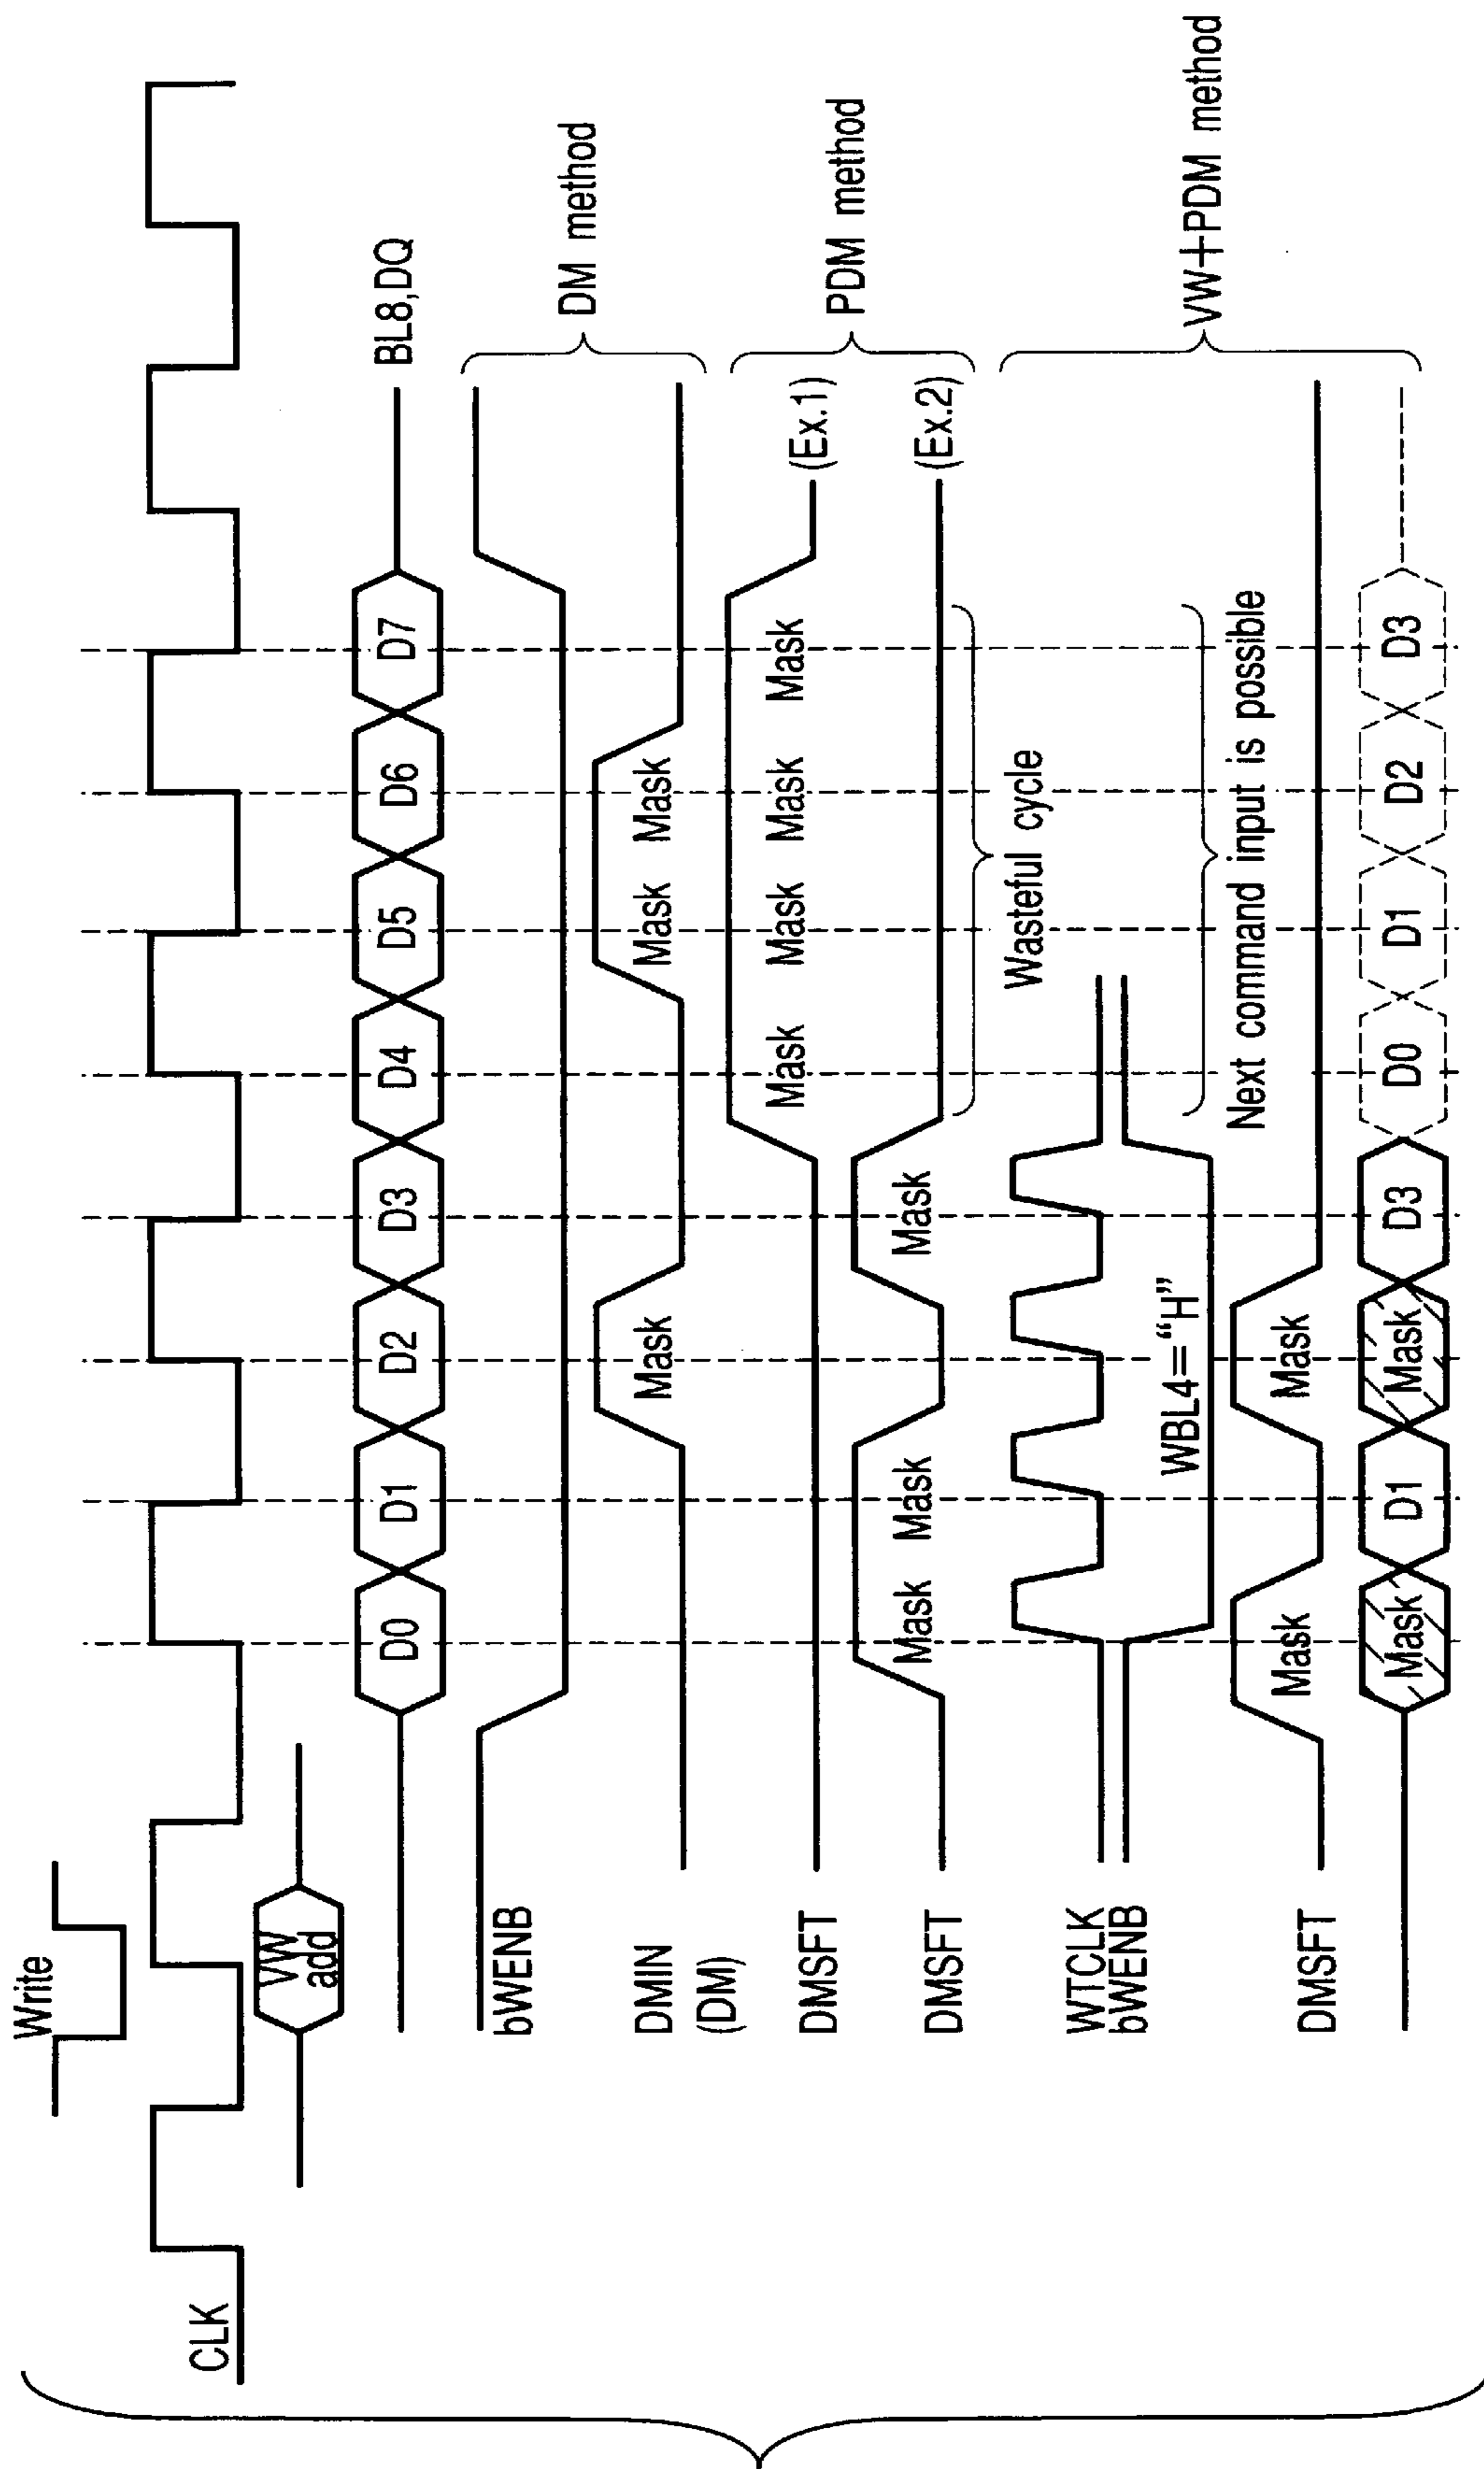 Write
CLK
VW
add
D0 D1 D2 D3 D4 D5 D6 D7 BL8,DQ
bWENB
DM method
DMIN
(DM)
Mask Mask Mask
DMSFT Mask Mask Mask Mask (Ex.1)
PDM method
DMSFT Mask Mask Mask (Ex.2)
Wasteful cycle
WTCLK
bWENB
WBL4="H"
Next command input is possible
VW+PDM method
DMSFT Mask Mask
Mask D1 Mask D3 D0 D1 D2 D3